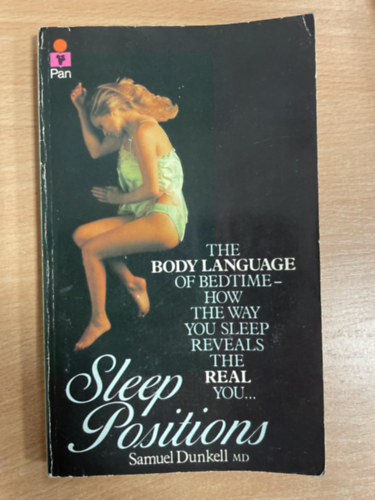 Pan
THE
BODY LANGUAGE
OF BEDTIME–
HOW
THE WAY
YOU SLEEP
REVEALS
THE
REAL
YOU...
Sleep
Positions
Samuel Dunkell MD